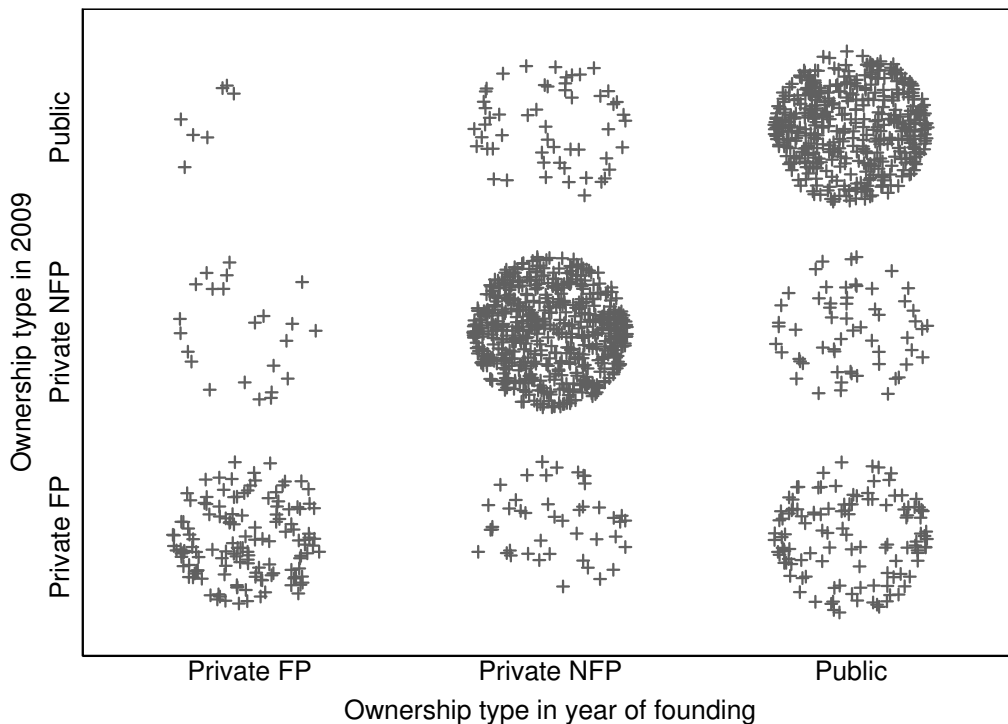 Ownership type in 2009
Public
Private NFP
Private FP
Private FP
Private NFP
Public
Ownership type in year of founding